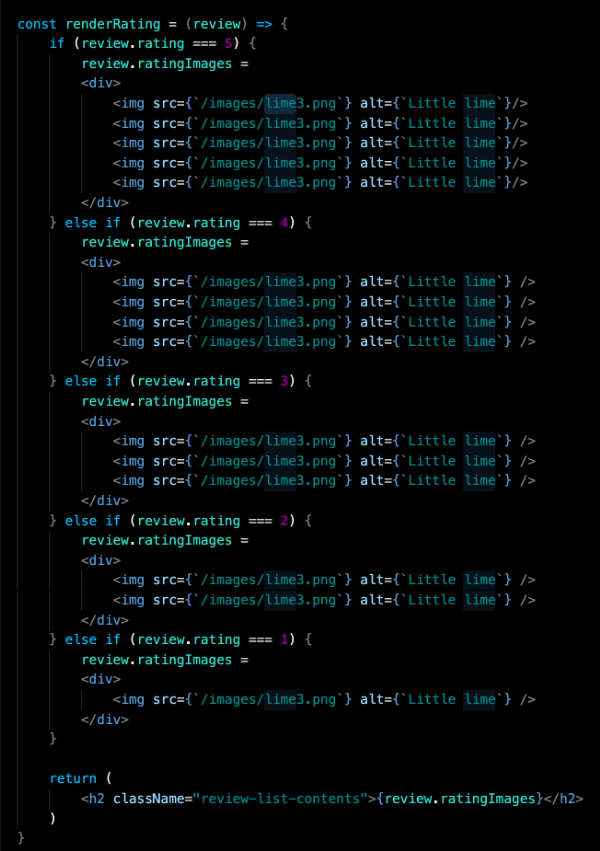 const renderRating = (review) => {
    if (review.rating === 5) {
        review.ratingImages =
        <div>
            <img src={`/images/lime3.png`} alt={`Little lime`}/>
            <img src={`/images/lime3.png`} alt={`Little lime`}/>
            <img src={`/images/lime3.png`} alt={`Little lime`}/>
            <img src={`/images/lime3.png`} alt={`Little lime`}/>
            <img src={`/images/lime3.png`} alt={`Little lime`}/>
        </div>
    } else if (review.rating === 4) {
        review.ratingImages =
        <div>
            <img src={`/images/lime3.png`} alt={`Little lime`} />
            <img src={`/images/lime3.png`} alt={`Little lime`} />
            <img src={`/images/lime3.png`} alt={`Little lime`} />
            <img src={`/images/lime3.png`} alt={`Little lime`} />
        </div>
    } else if (review.rating === 3) {
        review.ratingImages =
        <div>
            <img src={`/images/lime3.png`} alt={`Little lime`} />
            <img src={`/images/lime3.png`} alt={`Little lime`} />
            <img src={`/images/lime3.png`} alt={`Little lime`} />
        </div>
    } else if (review.rating === 2) {
        review.ratingImages =
        <div>
            <img src={`/images/lime3.png`} alt={`Little lime`} />
            <img src={`/images/lime3.png`} alt={`Little lime`} />
        </div>
    } else if (review.rating === 1) {
        review.ratingImages =
        <div>
            <img src={`/images/lime3.png`} alt={`Little lime`} />
        </div>
    }

    return (
        <h2 className="review-list-contents">{review.ratingImages}</h2>
    )
}